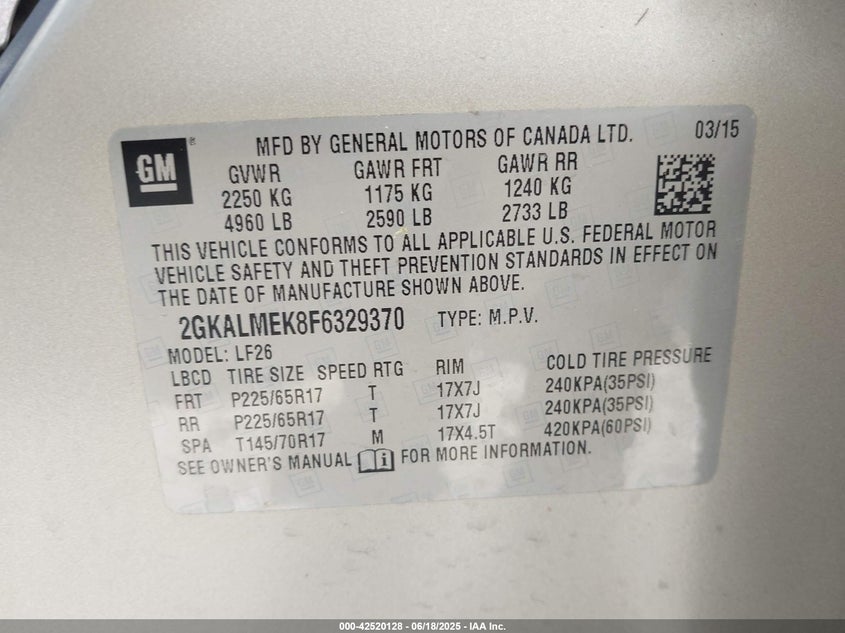 GM
MFD BY GENERAL MOTORS OF CANADA LTD. 03/15
GVWR GAWR FRT GAWR RR
2250 KG 1175 KG 1240 KG
4960 LB 2590 LB 2733 LB
THIS VEHICLE CONFORMS TO ALL APPLICABLE U.S. FEDERAL MOTOR
VEHICLE SAFETY AND THEFT PREVENTION STANDARDS IN EFFECT ON
THE DATE OF MANUFACTURE SHOWN ABOVE.
2GKALMEK8F6329370 TYPE: M.P.V.
MODEL: LF26
LBCD TIRE SIZE SPEED RTG RIM COLD TIRE PRESSURE
FRT P225/65R17 T 17X7J 240KPA(35PSI)
RR P225/65R17 T 17X7J 240KPA(35PSI)
SPA T145/70R17 M 17X4.5T 420KPA(60PSI)
SEE OWNER'S MANUAL i FOR MORE INFORMATION.
000-42520128 - 06/18/2025 - IAA Inc.